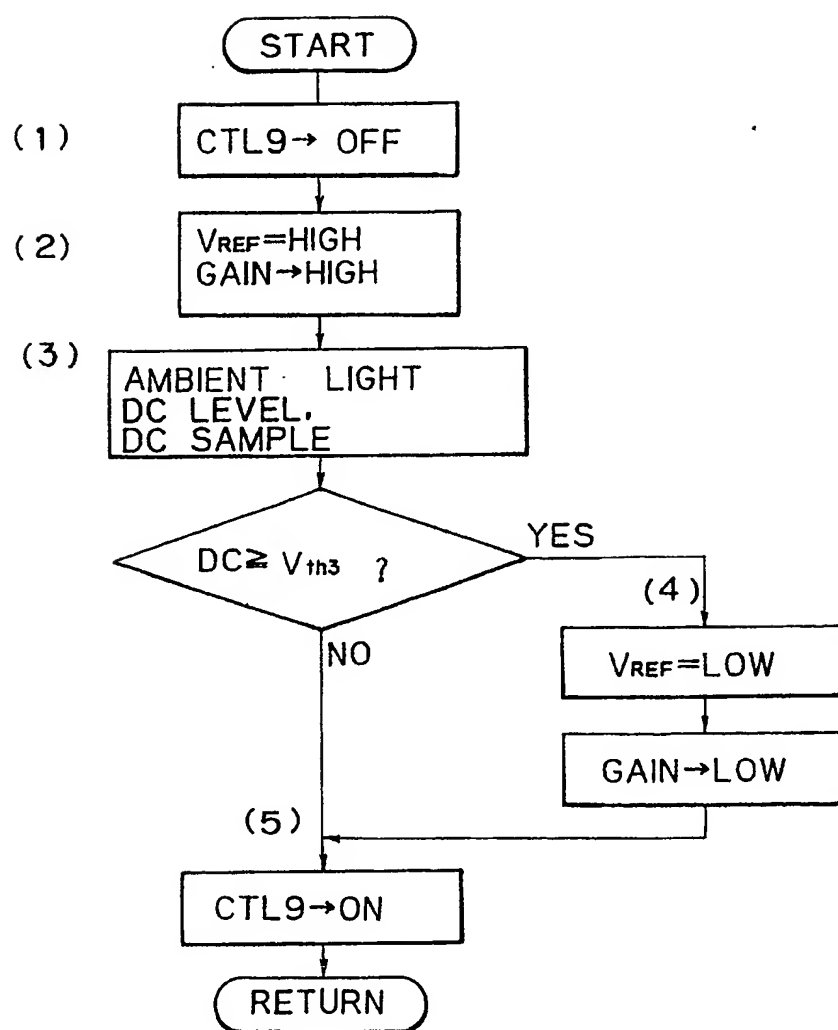 START
(1)
CTL9→ OFF
(2)
VREF=HIGH
GAIN→HIGH
(3)
AMBIENT LIGHT
DC LEVEL.
DC SAMPLE
DC≧ Vth3 ?
YES
NO
(4)
VREF=LOW
GAIN→LOW
(5)
CTL9→ON
RETURN